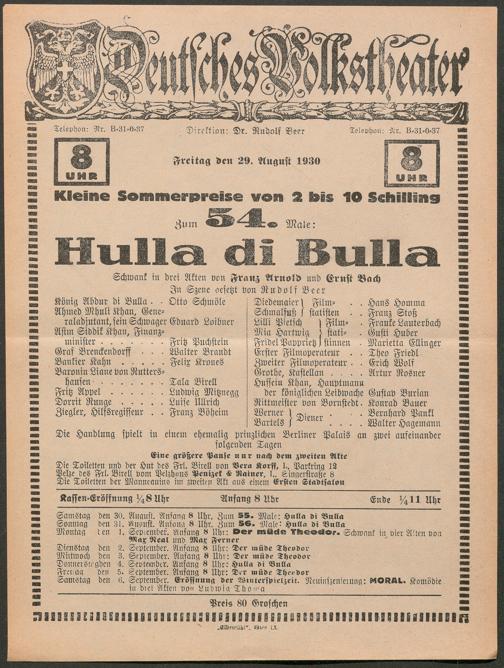 Deutsches Volkstheater
Telephon: Nr. B-31-0-37 Direktion: Dr. Rudolf Beer Telephon: Nr. B-31-0-37
8 UHR Freitag den 29. August 1930 8 UHR
Kleine Sommerpreise von 2 bis 10 Schilling
Zum 54. Male:
Hulla di Bulla
Schwank in drei Akten von Franz Arnold und Ernst Bach
In Szene gesetzt von Rudolf Beer
König Abdur di Bulla . . Otto Schmöle
Ahmed Mhuli Khan, Gene-
raladjutant, sein Schwager Eduard Loibner
Asim Siddik Khan, Finanz-
minister . . . . . . Fritz Puchstein
Graf Brenckendorff . . . Walter Brandt
Bankier Kahn . . . . . Felix Krones
Baronin Liane von Rutters-
hausen . . . . . . . Tala Birell
Fritz Appel . . . . . . Ludwig Mitznegg
Dorrit Runge . . . . . Luise Ullrich
Ziegler, Hilfsregisseur . . Franz Böheim
Diedemaier } Film- . . Hans Homma
Schmalfuß } statisten . . Franz Stoß
Lilli Pietsch } Film- . Frauke Lauterbach
Mia Hartwig } stati- . Gusti Huber
Fridel Papyriet } stinnen . Marietta Ellinger
Erster Filmoperateur . . Theo Friedl
Zweiter Filmoperateur . . Erich Wolf
Grothe, Kastellan . . . Artur Rosner
Hussein Khan, Hauptmann
der königlichen Leibwache Gustav Burian
Rittmeister von Bornstedt . Konrad Bauer
Werner } Diener . . . Bernhard Pankl
Bartels } Walter Hagemann
Die Handlung spielt in einem ehemalig prinzlichen Berliner Palais an zwei aufeinander
folgenden Tagen
Eine größere Pause nur nach dem zweiten Akte
Die Toiletten und der Hut des Frl. Birell von Vera Korff, I., Parkring 12
Pelze des Frl. Birell vom Pelzhaus Penizek & Rainer, I., Singerstraße 8
Die Toiletten der Mannequins im zweiten Akt aus einem Ersten Stadtsalon
Kassen-Eröffnung ¼8 Uhr Anfang 8 Uhr Ende ¼11 Uhr
Samstag den 30. August. Anfang 8 Uhr. Zum 55. Male: Hulla di Bulla
Sonntag den 31. August. Anfang 8 Uhr. Zum 56. Male: Hulla di Bulla
Montag den 1. September. Anfang 8 Uhr: Der müde Theodor. Schwank in vier Akten von
Max Neal und Max Ferner
Dienstag den 2. September. Anfang 8 Uhr: Der müde Theodor
Mittwoch den 3. September. Anfang 8 Uhr: Der müde Theodor
Donnerstag den 4. September. Anfang 8 Uhr: Hulla di Bulla
Freitag den 5. September. Anfang 8 Uhr: Der müde Theodor
Samstag den 6. September. Eröffnung der Winterspielzeit. Neuinszenierung: MORAL. Komödie
in drei Akten von Ludwig Thoma
Preis 80 Groschen